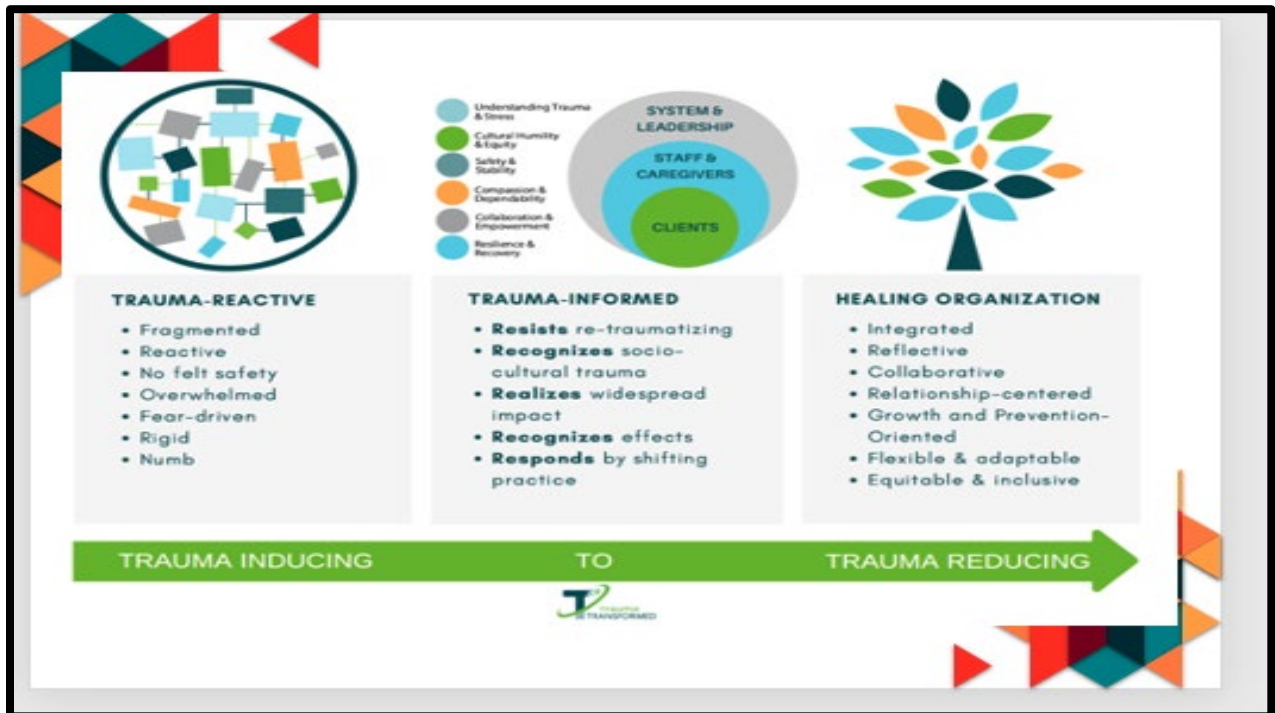 Understanding Trauma
& Stress
Cultural Humility
& Equity
Safety &
Stability
Compassion &
Dependability
Collaboration &
Empowerment
Resilience &
Recovery
SYSTEM &
LEADERSHIP
STAFF &
CAREGIVERS
CLIENTS
TRAUMA-REACTIVE
• Fragmented
• Reactive
• No felt safety
• Overwhelmed
• Fear-driven
• Rigid
• Numb
TRAUMA-INFORMED
• Resists re-traumatizing
• Recognizes socio-
cultural trauma
• Realizes widespread
impact
• Recognizes effects
• Responds by shifting
practice
HEALING ORGANIZATION
• Integrated
• Reflective
• Collaborative
• Relationship-centered
• Growth and Prevention-
Oriented
• Flexible & adaptable
• Equitable & inclusive
TRAUMA INDUCING TO TRAUMA REDUCING
trauma
TRANSFORMED